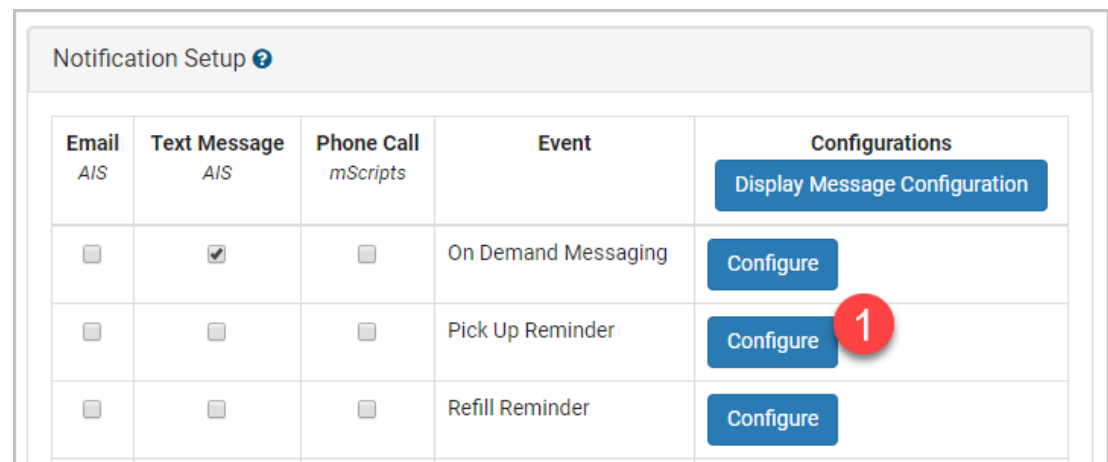 Notification Setup ?
Email Text Message Phone Call Event Configurations
AIS AIS mScripts Display Message Configuration
On Demand Messaging Configure
Pick Up Reminder Configure 1
Refill Reminder Configure